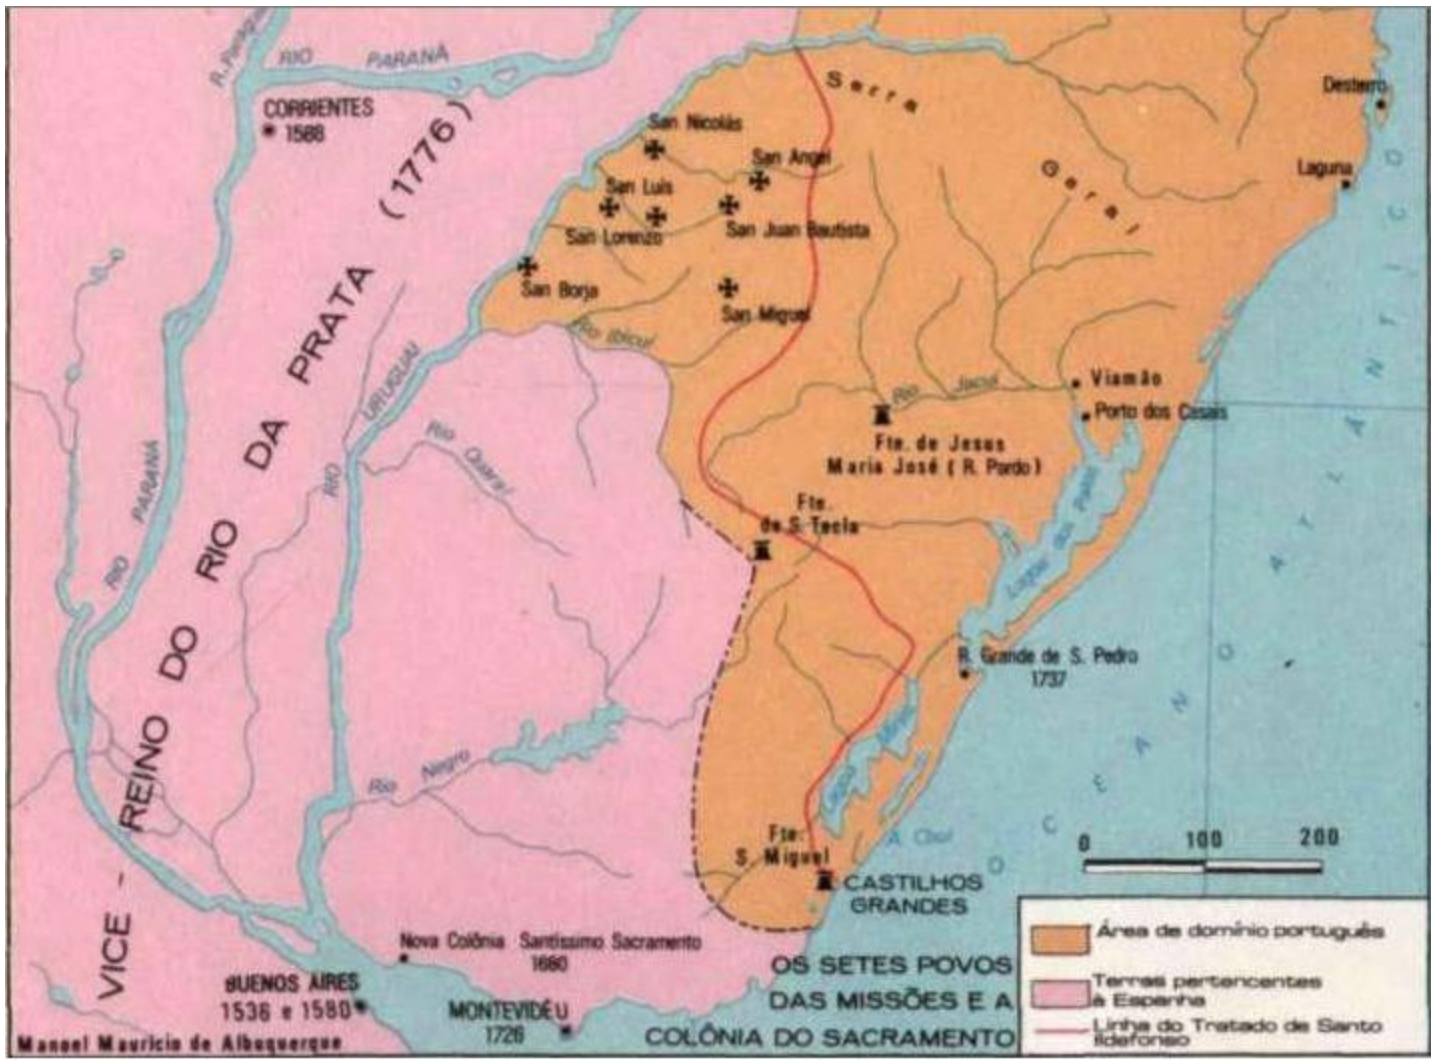 R. Paragu
RIO PARANÁ
CORRIENTES
1588
VICE - REINO DO RIO DA PRATA (1776)
Serra
Geral
Desterro
Laguna
San Nicolás
San Angel
San Luis
San Lorenzo
San Juan Bautista
San Borja
San Miguel
Rio Ibicuí
RIO URUGUAI
RIO PARANÁ
Rio Jacuí
Viamão
Porto dos Casais
Fte. de Jesus
Maria José ( R. Pardo )
Fte.
de S. Tecla
Lagoa dos Patos
R. Grande de S. Pedro
1737
Lagoa Mirim
Rio Negro
Fte.
S. Miguel
A. Chuí
CASTILHOS
GRANDES
OCEANO ATLÂNTICO
0 100 200
Nova Colônia Santíssimo Sacramento
1680
BUENOS AIRES
1536 e 1580
MONTEVIDÉU
1726
OS SETES POVOS
DAS MISSÕES E A
COLÔNIA DO SACRAMENTO
Área de domínio português
Terras pertencentes
à Espanha
Linha do Tratado de Santo
Ildefonso
Manoel Maurício de Albuquerque